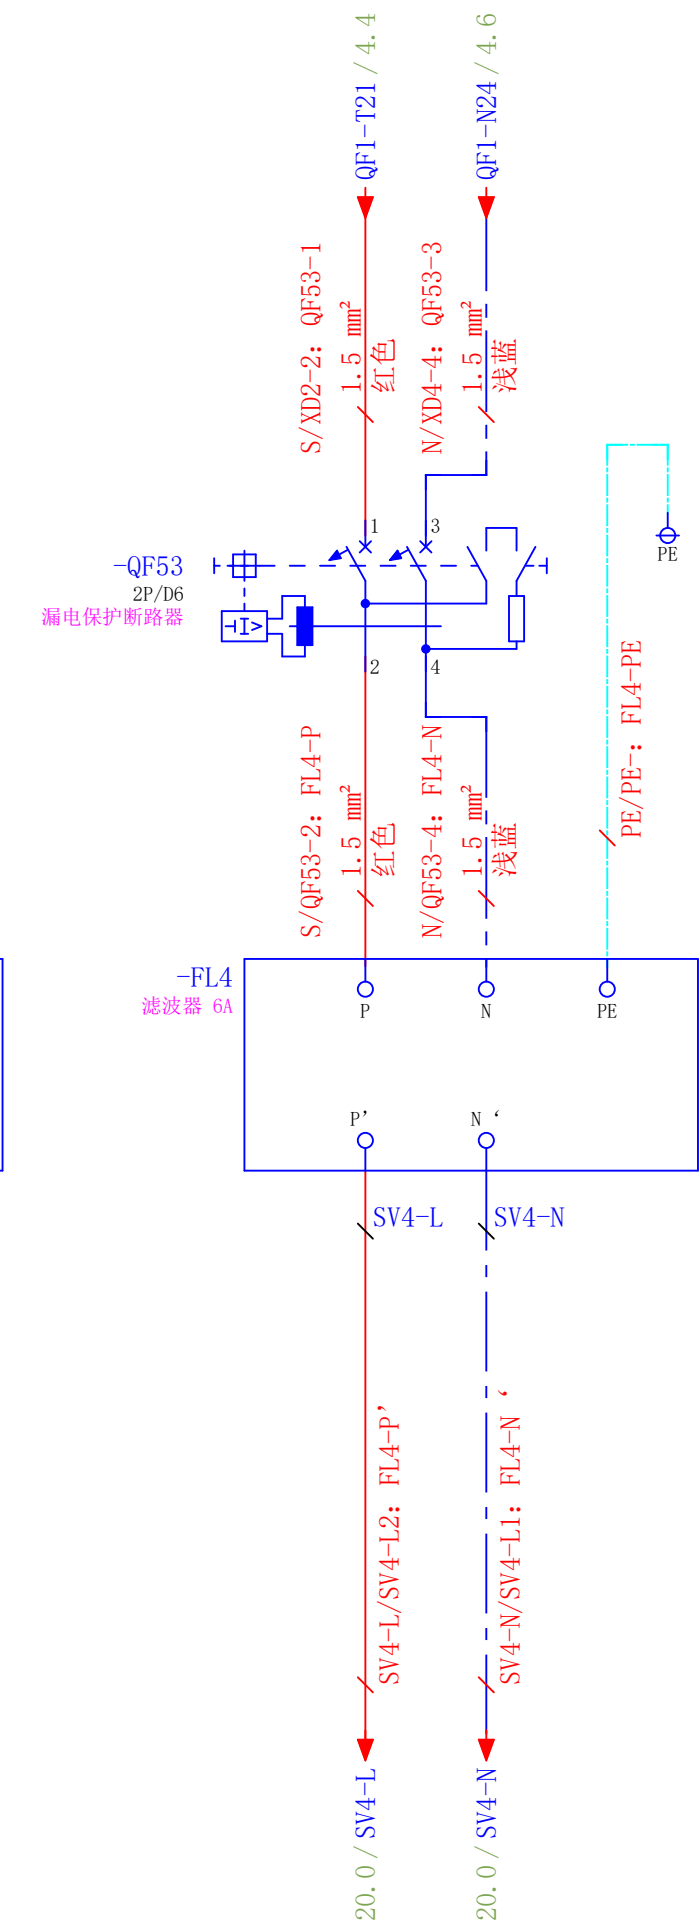 QF1-T21/4.4
QF1-N24/4.6
S/XD2-2: QF53-1
1.5 mm²
红色
N/XD4-4: QF53-3
1.5 mm²
浅蓝
1
3
-QF53
2P/D6
漏电保护断路器
PE
2
4
S/QF53-2: FL4-P
1.5 mm²
红色
N/QF53-4: FL4-N
1.5 mm²
浅蓝
PE/PE-: FL4-PE
-FL4
滤波器 6A
P
N
PE
P’
N ‘
SV4-L
SV4-N
SV4-L/SV4-L2: FL4-P’
SV4-N/SV4-L1: FL4-N ‘
20.0/SV4-L
20.0/SV4-N